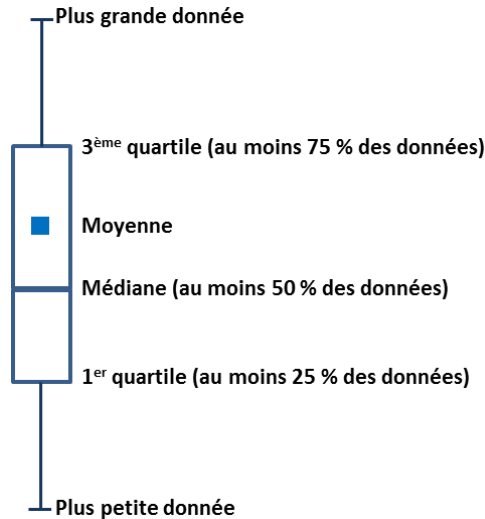 Plus grande donnée
3ème quartile (au moins 75 % des données)
Moyenne
Médiane (au moins 50 % des données)
1er quartile (au moins 25 % des données)
Plus petite donnée